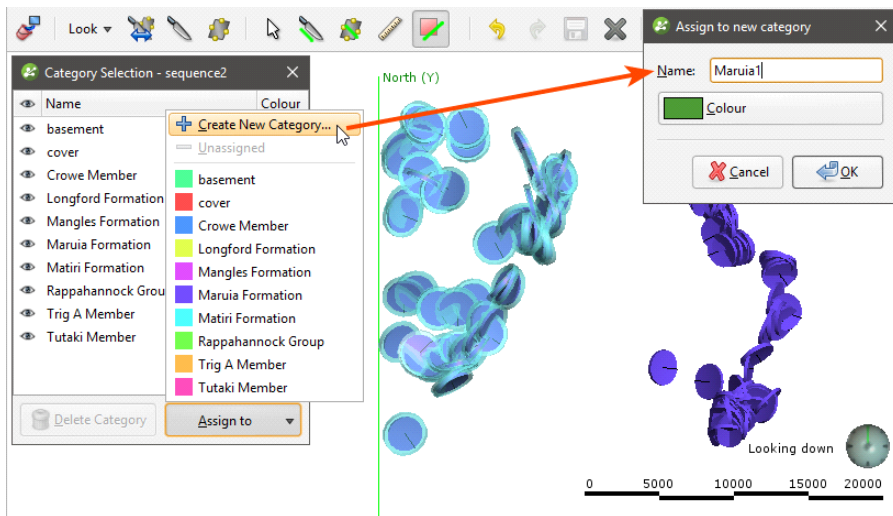 Look
Assign to new category
Name: Maruia1
Colour
Cancel
OK
Category Selection - sequence2
Name Colour
basement
cover
Crowe Member
Longford Formation
Mangles Formation
Maruia Formation
Matiri Formation
Rappahannock Grou
Trig A Member
Tutaki Member
Delete Category
Assign to
Create New Category...
Unassigned
basement
cover
Crowe Member
Longford Formation
Mangles Formation
Maruia Formation
Matiri Formation
Rappahannock Group
Trig A Member
Tutaki Member
North (Y)
Looking down
0 5000 10000 15000 20000